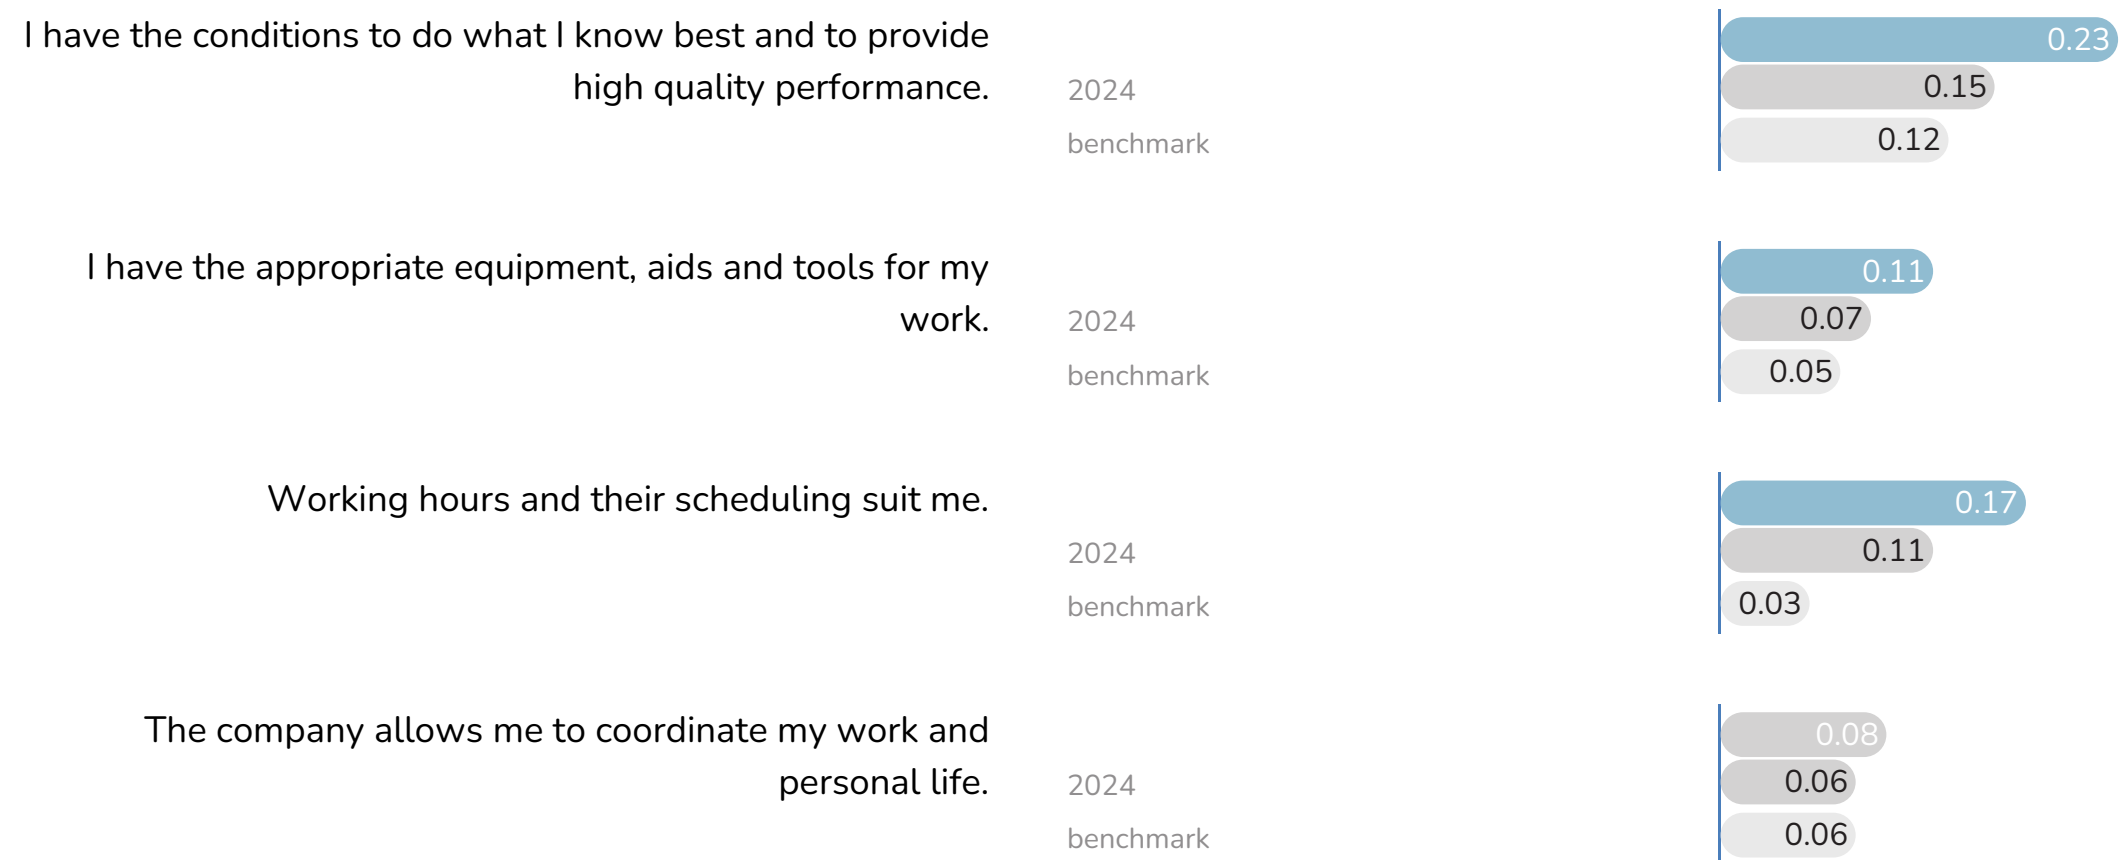 I have the conditions to do what I know best and to provide
high quality performance.
0.23
2024
0.15
benchmark
0.12
I have the appropriate equipment, aids and tools for my
work.
0.11
2024
0.07
benchmark
0.05
Working hours and their scheduling suit me.
0.17
2024
0.11
benchmark
0.03
The company allows me to coordinate my work and
personal life.
0.08
2024
0.06
benchmark
0.06